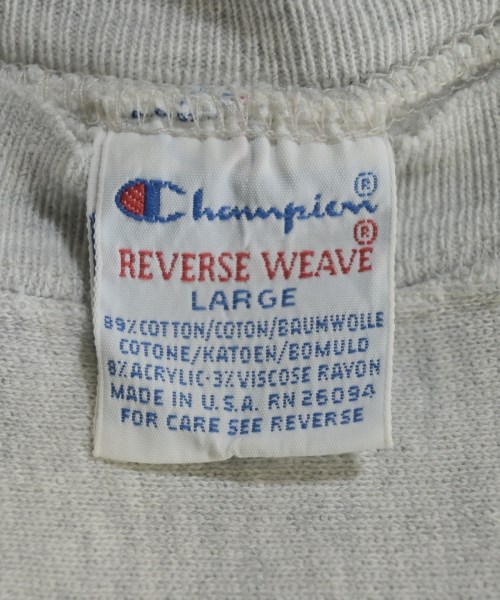 Champion®
REVERSE WEAVE®
LARGE
89%COTTON/COTON/BAUMWOLLE
COTONE/KATOEN/BOMULD
8%ACRYLIC-3%VISCOSE RAYON
MADE IN U.S.A. RN 26094
FOR CARE SEE REVERSE